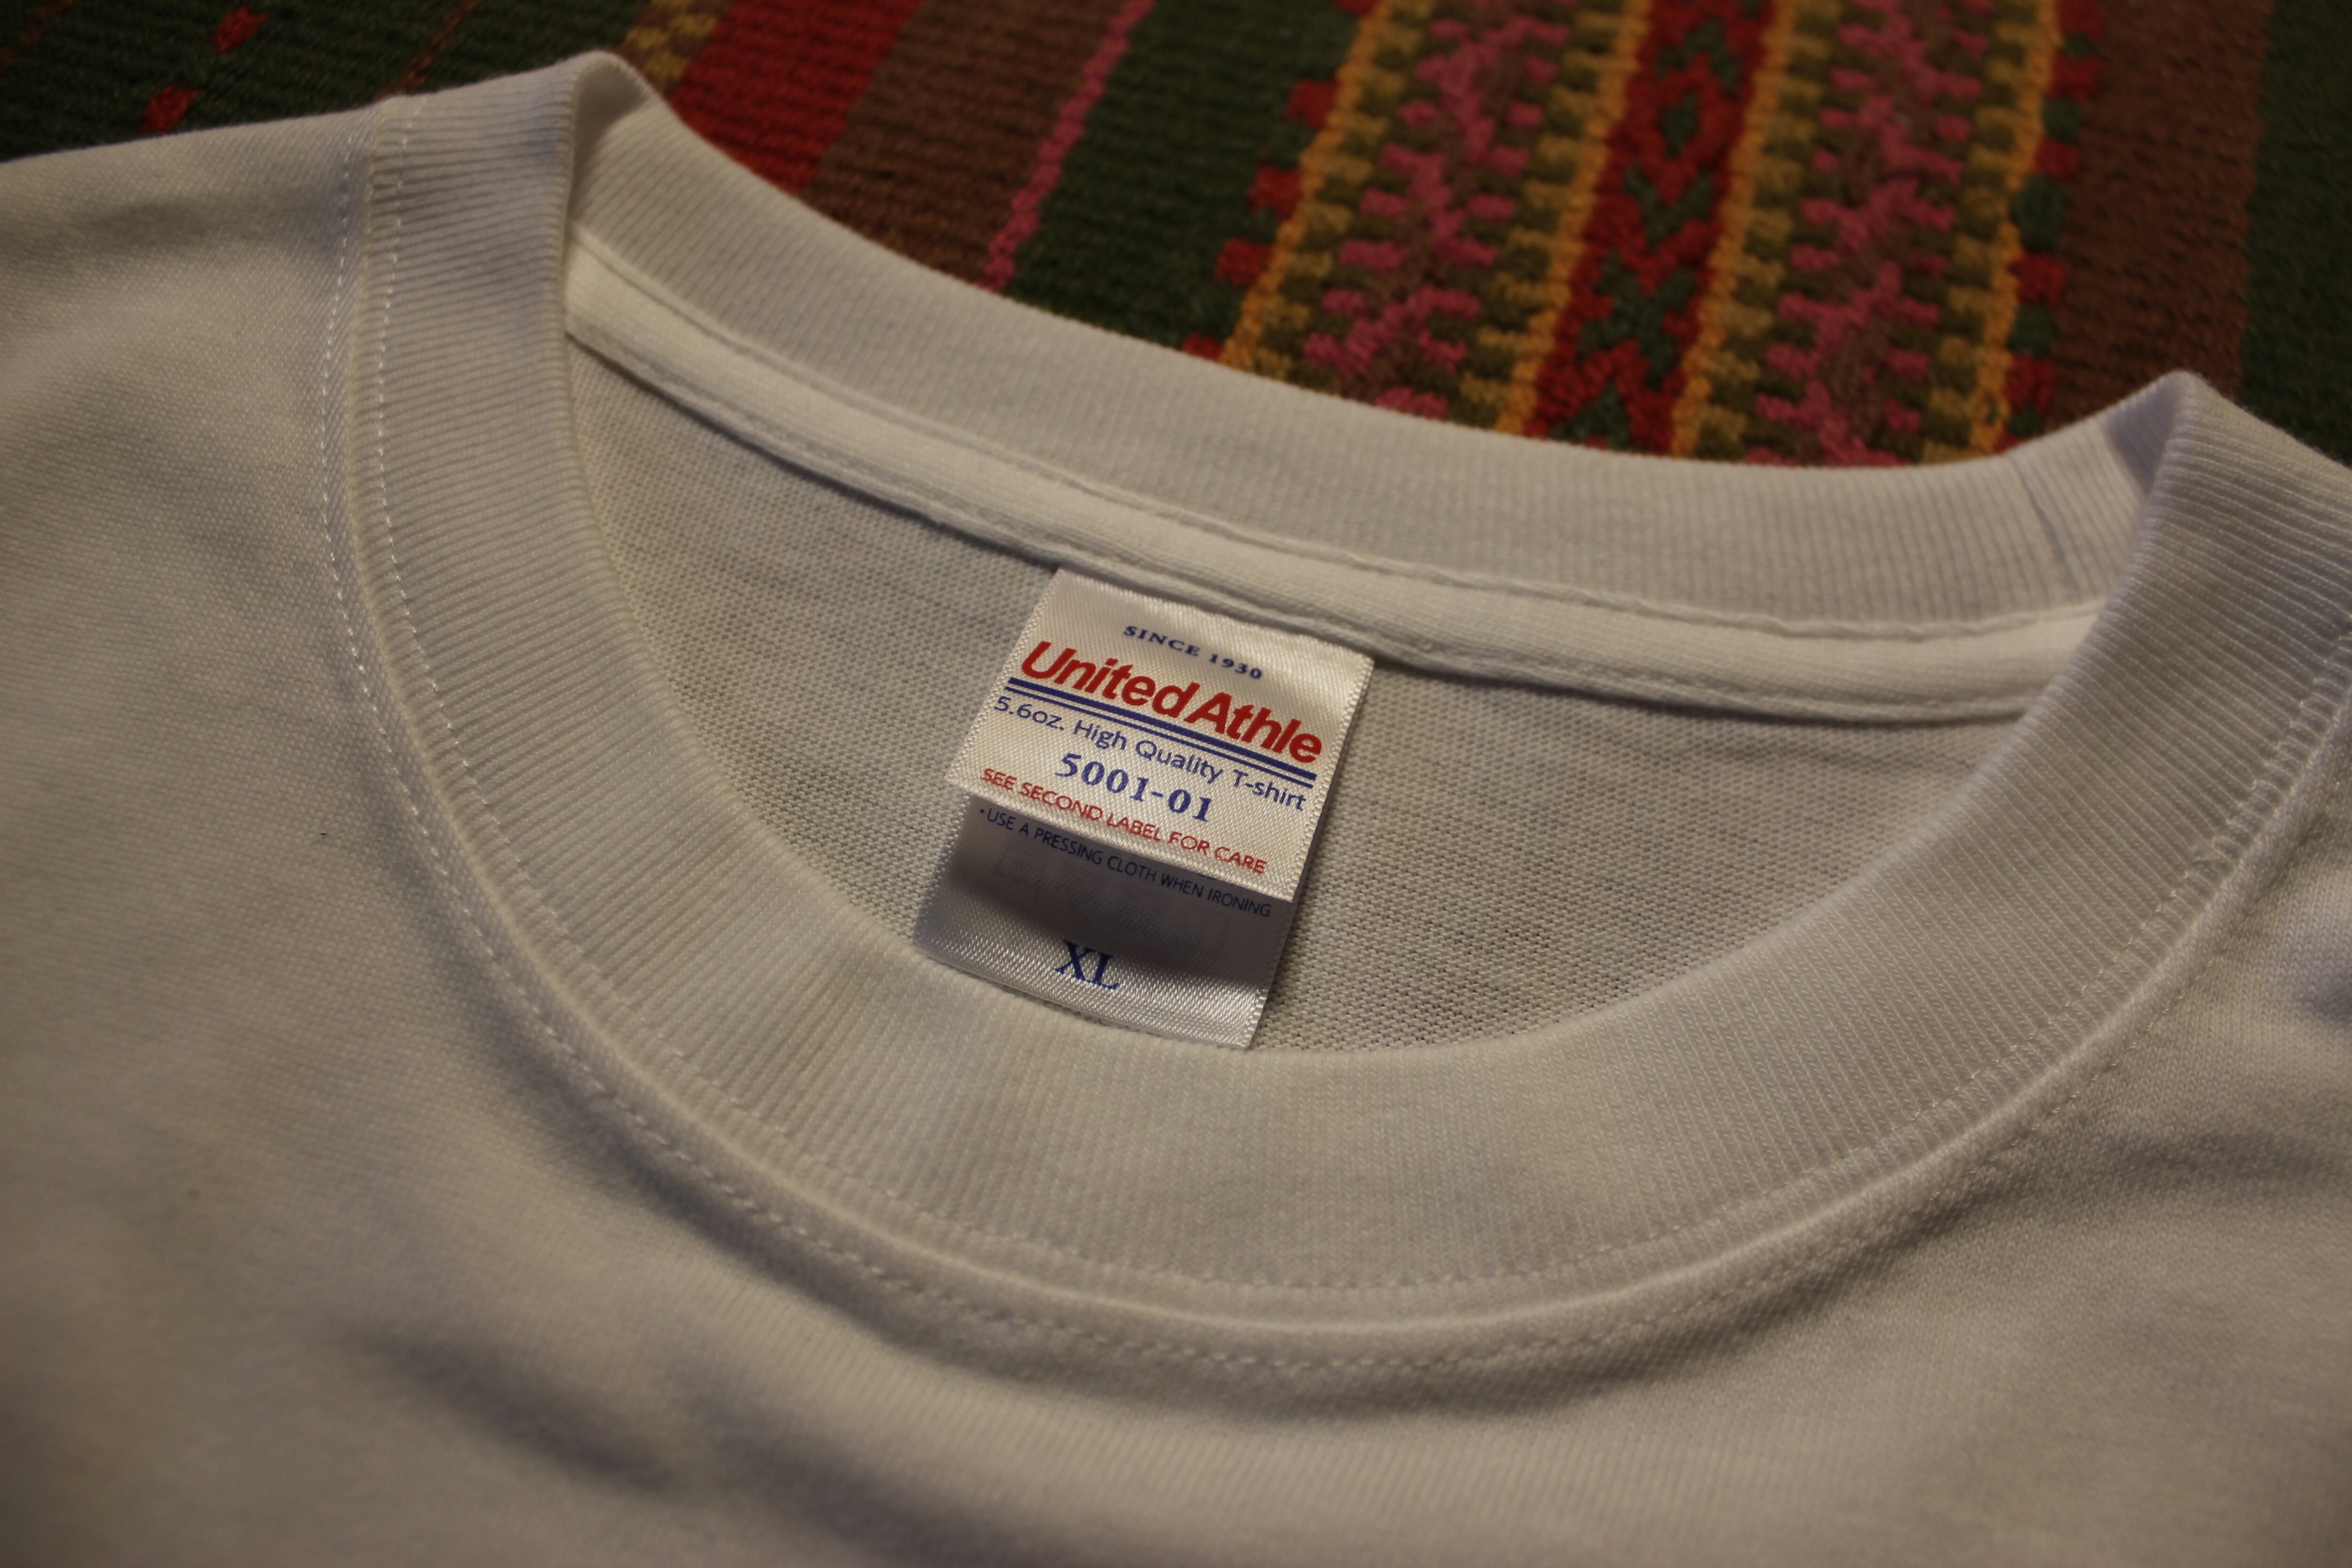 SINCE 1930
United Athle
5.6oz. High Quality T-shirt
5001-01
SEE SECOND LABEL FOR CARE
・USE A PRESSING CLOTH WHEN IRONING
XL